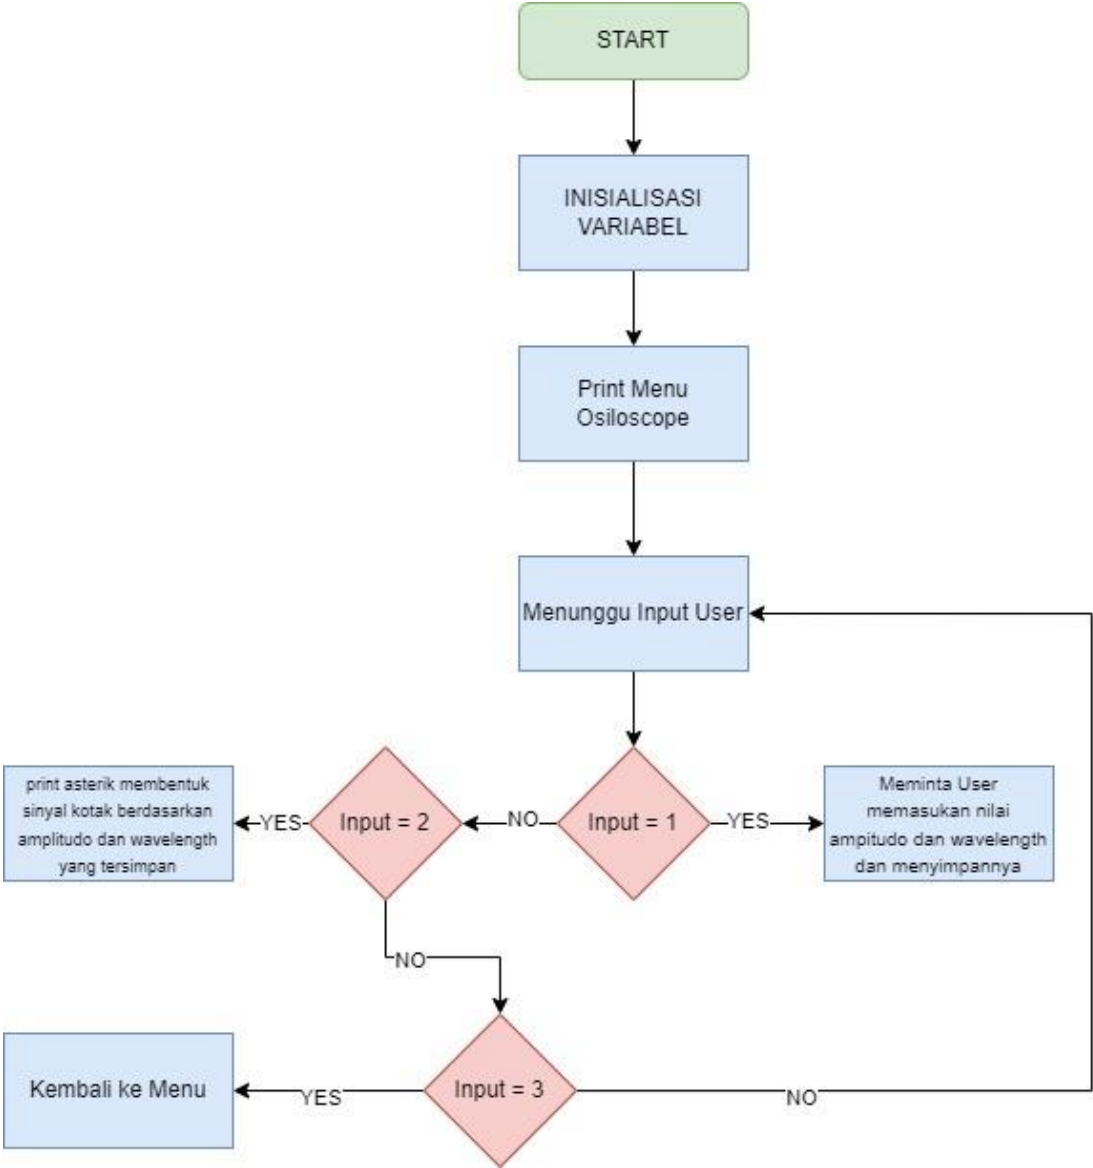 START
INISIALISASI
VARIABEL
Print Menu
Osiloscope
Menunggu Input User
print asterik membentuk
sinyal kotak berdasarkan
amplitudo dan wavelength
yang tersimpan
YES
Input = 2
NO
Input = 1
YES
Meminta User
memasukan nilai
ampitudo dan wavelength
dan menyimpannya
NO
Kembali ke Menu
YES
Input = 3
NO